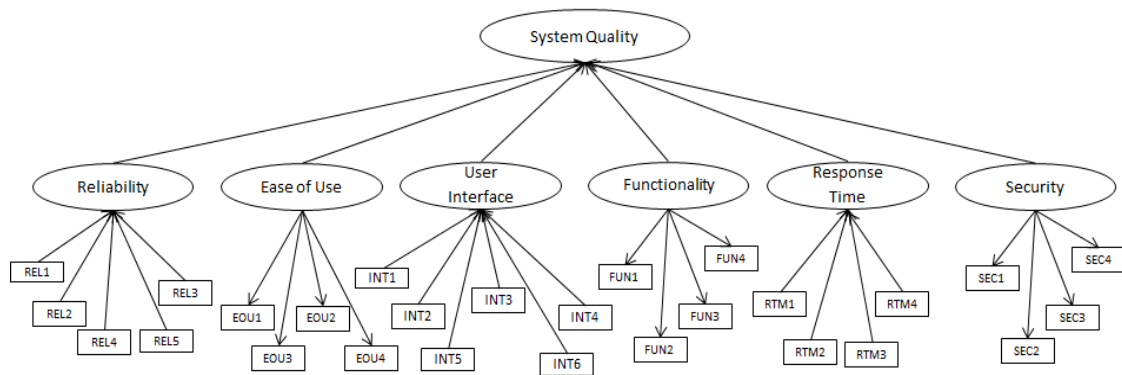 System Quality
Reliability
Ease of Use
User
Interface
Functionality
Response
Time
Security
REL1
REL2
REL4
REL5
REL3
EOU1
EOU3
EOU2
EOU4
INT1
INT2
INT5
INT3
INT6
INT4
FUN1
FUN2
FUN3
FUN4
RTM1
RTM2
RTM3
RTM4
SEC1
SEC2
SEC3
SEC4